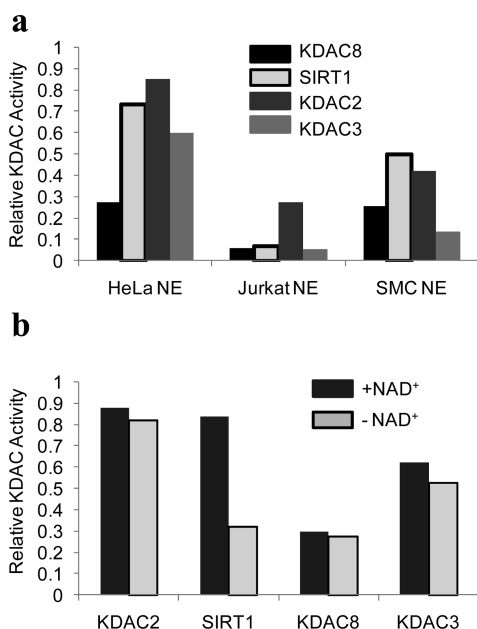 a
Relative KDAC Activity
1
0.9
0.8
0.7
0.6
0.5
0.4
0.3
0.2
0.1
0
KDAC8
SIRT1
KDAC2
KDAC3
HeLa NE
Jurkat NE
SMC NE
b
Relative KDAC Activity
1
0.9
0.8
0.7
0.6
0.5
0.4
0.3
0.2
0.1
0
+NAD⁺
- NAD⁺
KDAC2
SIRT1
KDAC8
KDAC3